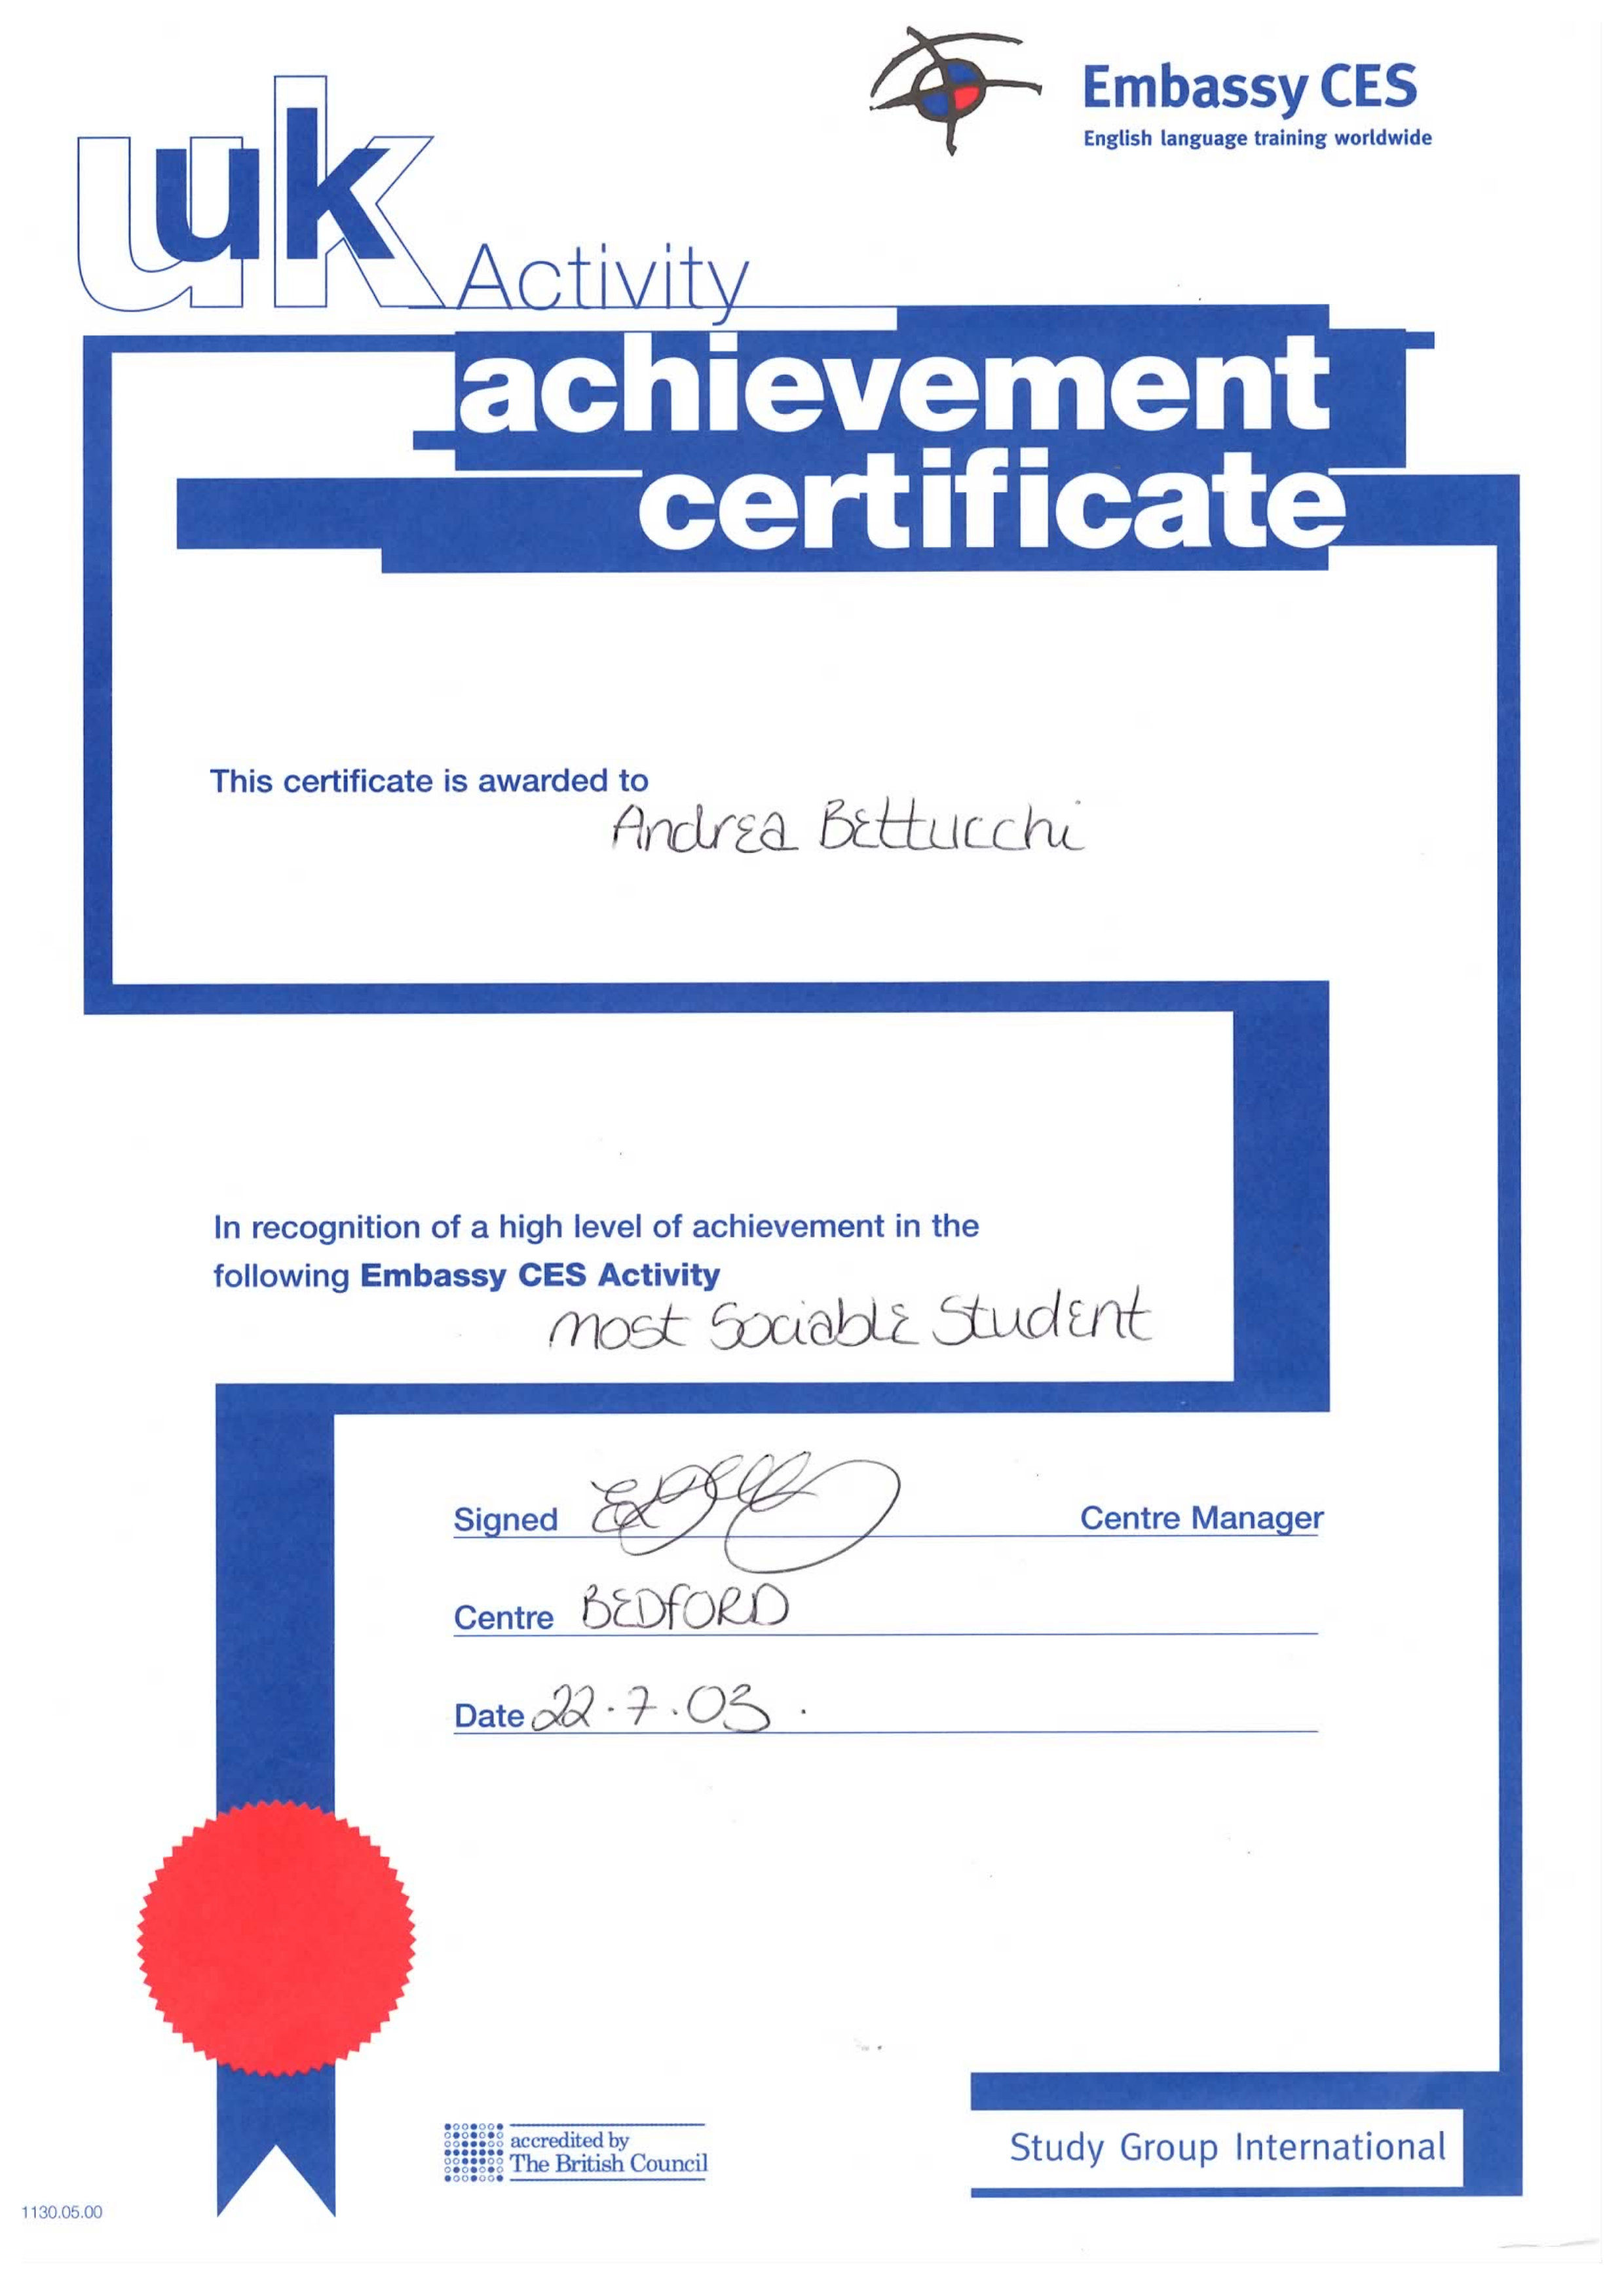 Embassy CES
English language training worldwide
uk
Activity
achievement
certificate
This certificate is awarded to
Andrea Bettucchi
In recognition of a high level of achievement in the
following Embassy CES Activity
most Sociable Student
Signed
Centre Manager
Centre BEDfORD
Date 22.7.03.
accredited by
The British Council
Study Group International
1130.05.00